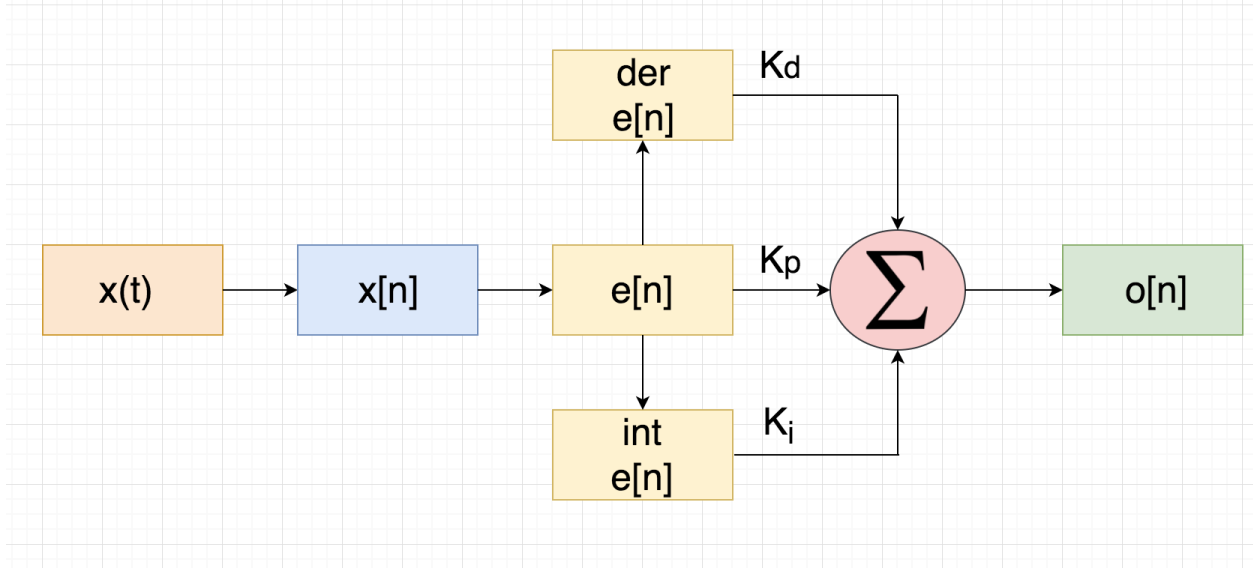 der
e[n]
Kd
x(t)
x[n]
e[n]
Kp
Σ
o[n]
int
e[n]
Ki